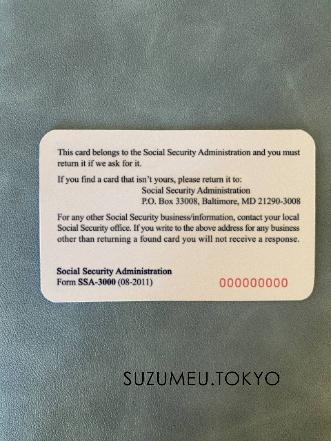 This card belongs to the Social Security Administration and you must
return it if we ask for it.
If you find a card that isn't yours, please return it to:
Social Security Administration
P.O. Box 33008, Baltimore, MD 21290-3008
For any other Social Security business/information, contact your local
Social Security office. If you write to the above address for any business
other than returning a found card you will not receive a response.
Social Security Administration
Form SSA-3000 (08-2011)
000000000
SUZUMEU.TOKYO